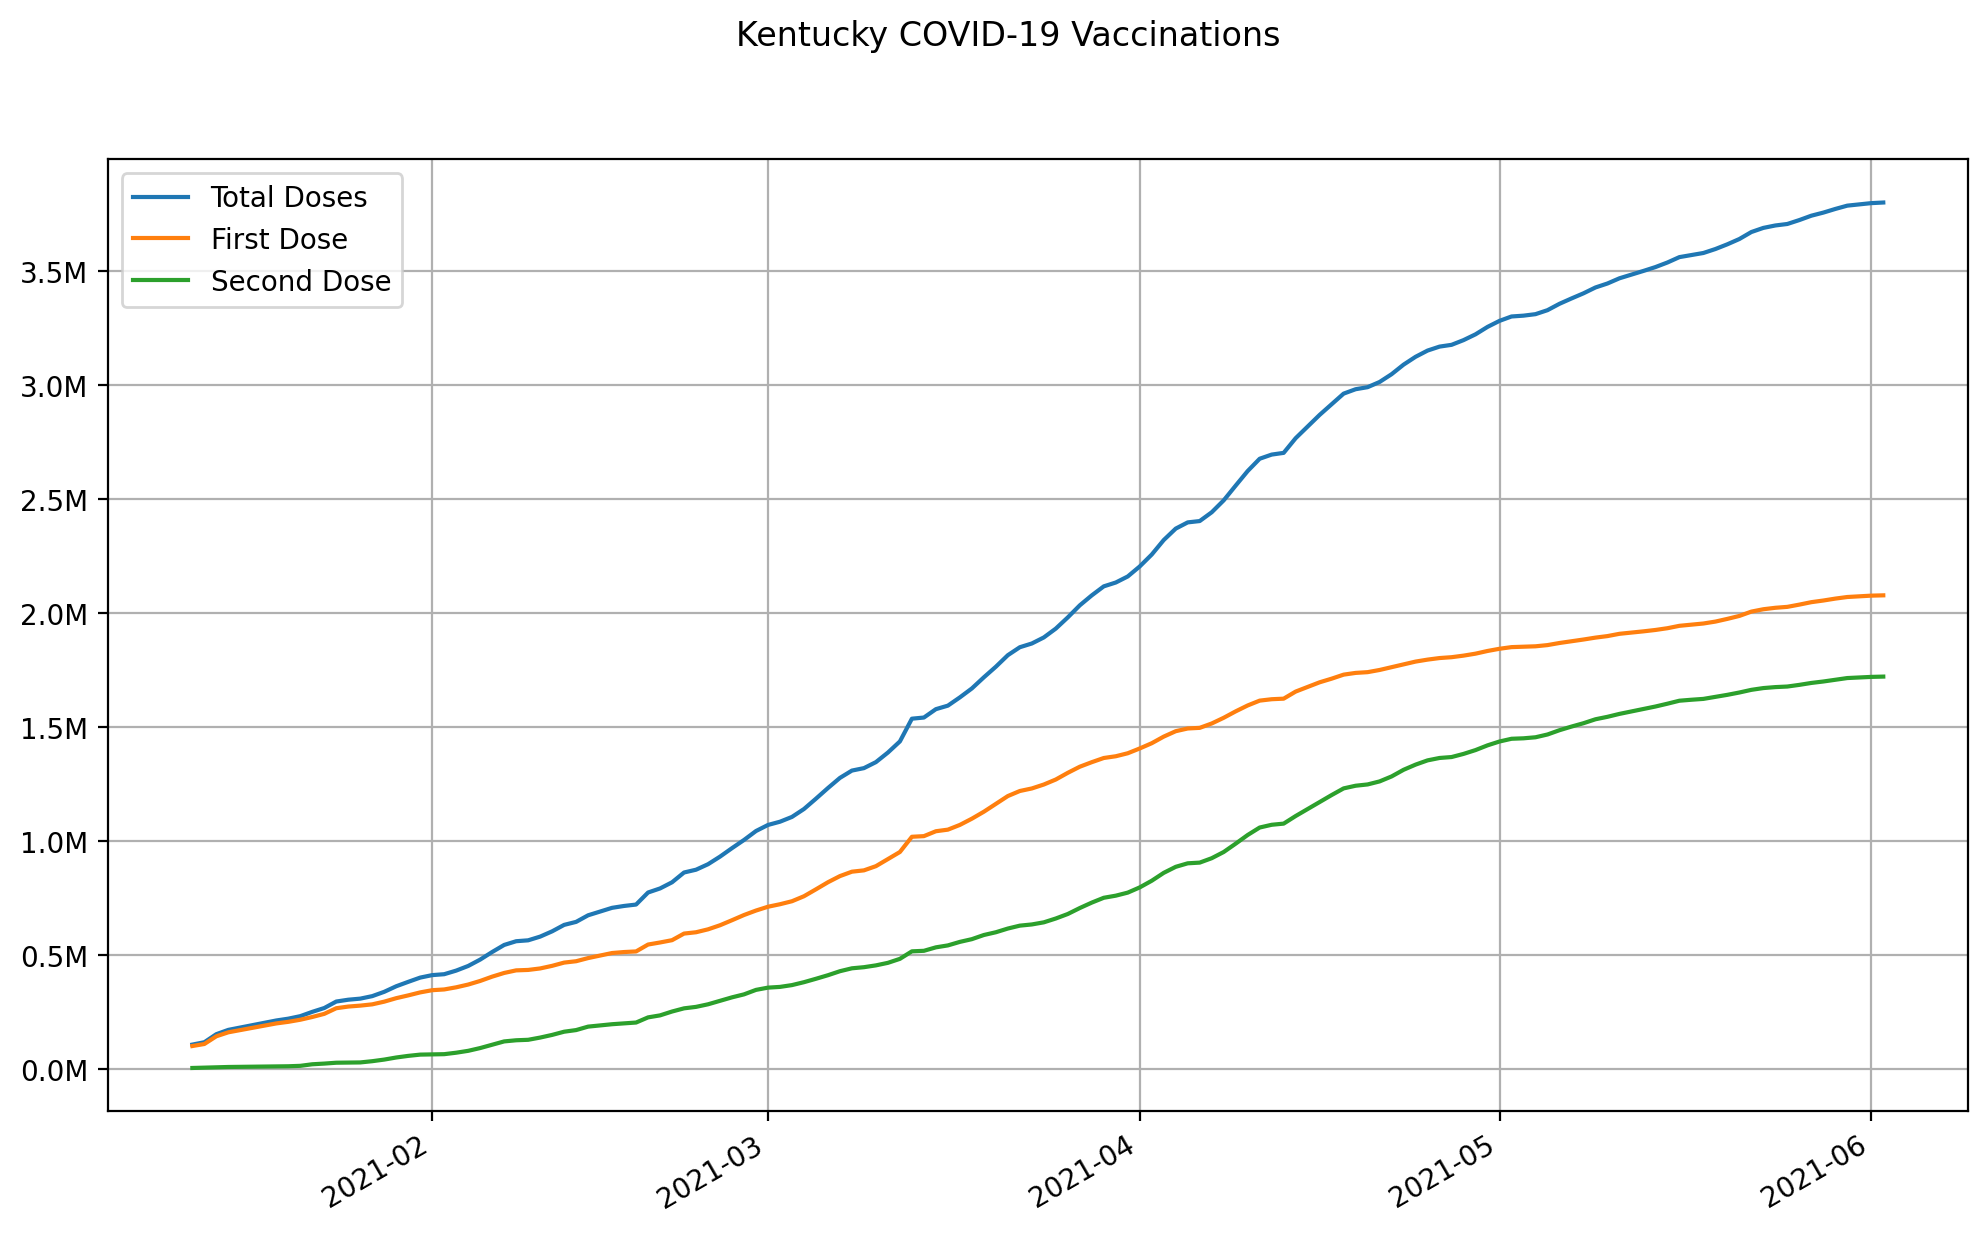 Kentucky COVID-19 Vaccinations
Total Doses
First Dose
Second Dose
3.5M
3.0M
2.5M
2.0M
1.5M
1.0M
0.5M
0.0M
2021-02
2021-03
2021-04
2021-05
2021-06